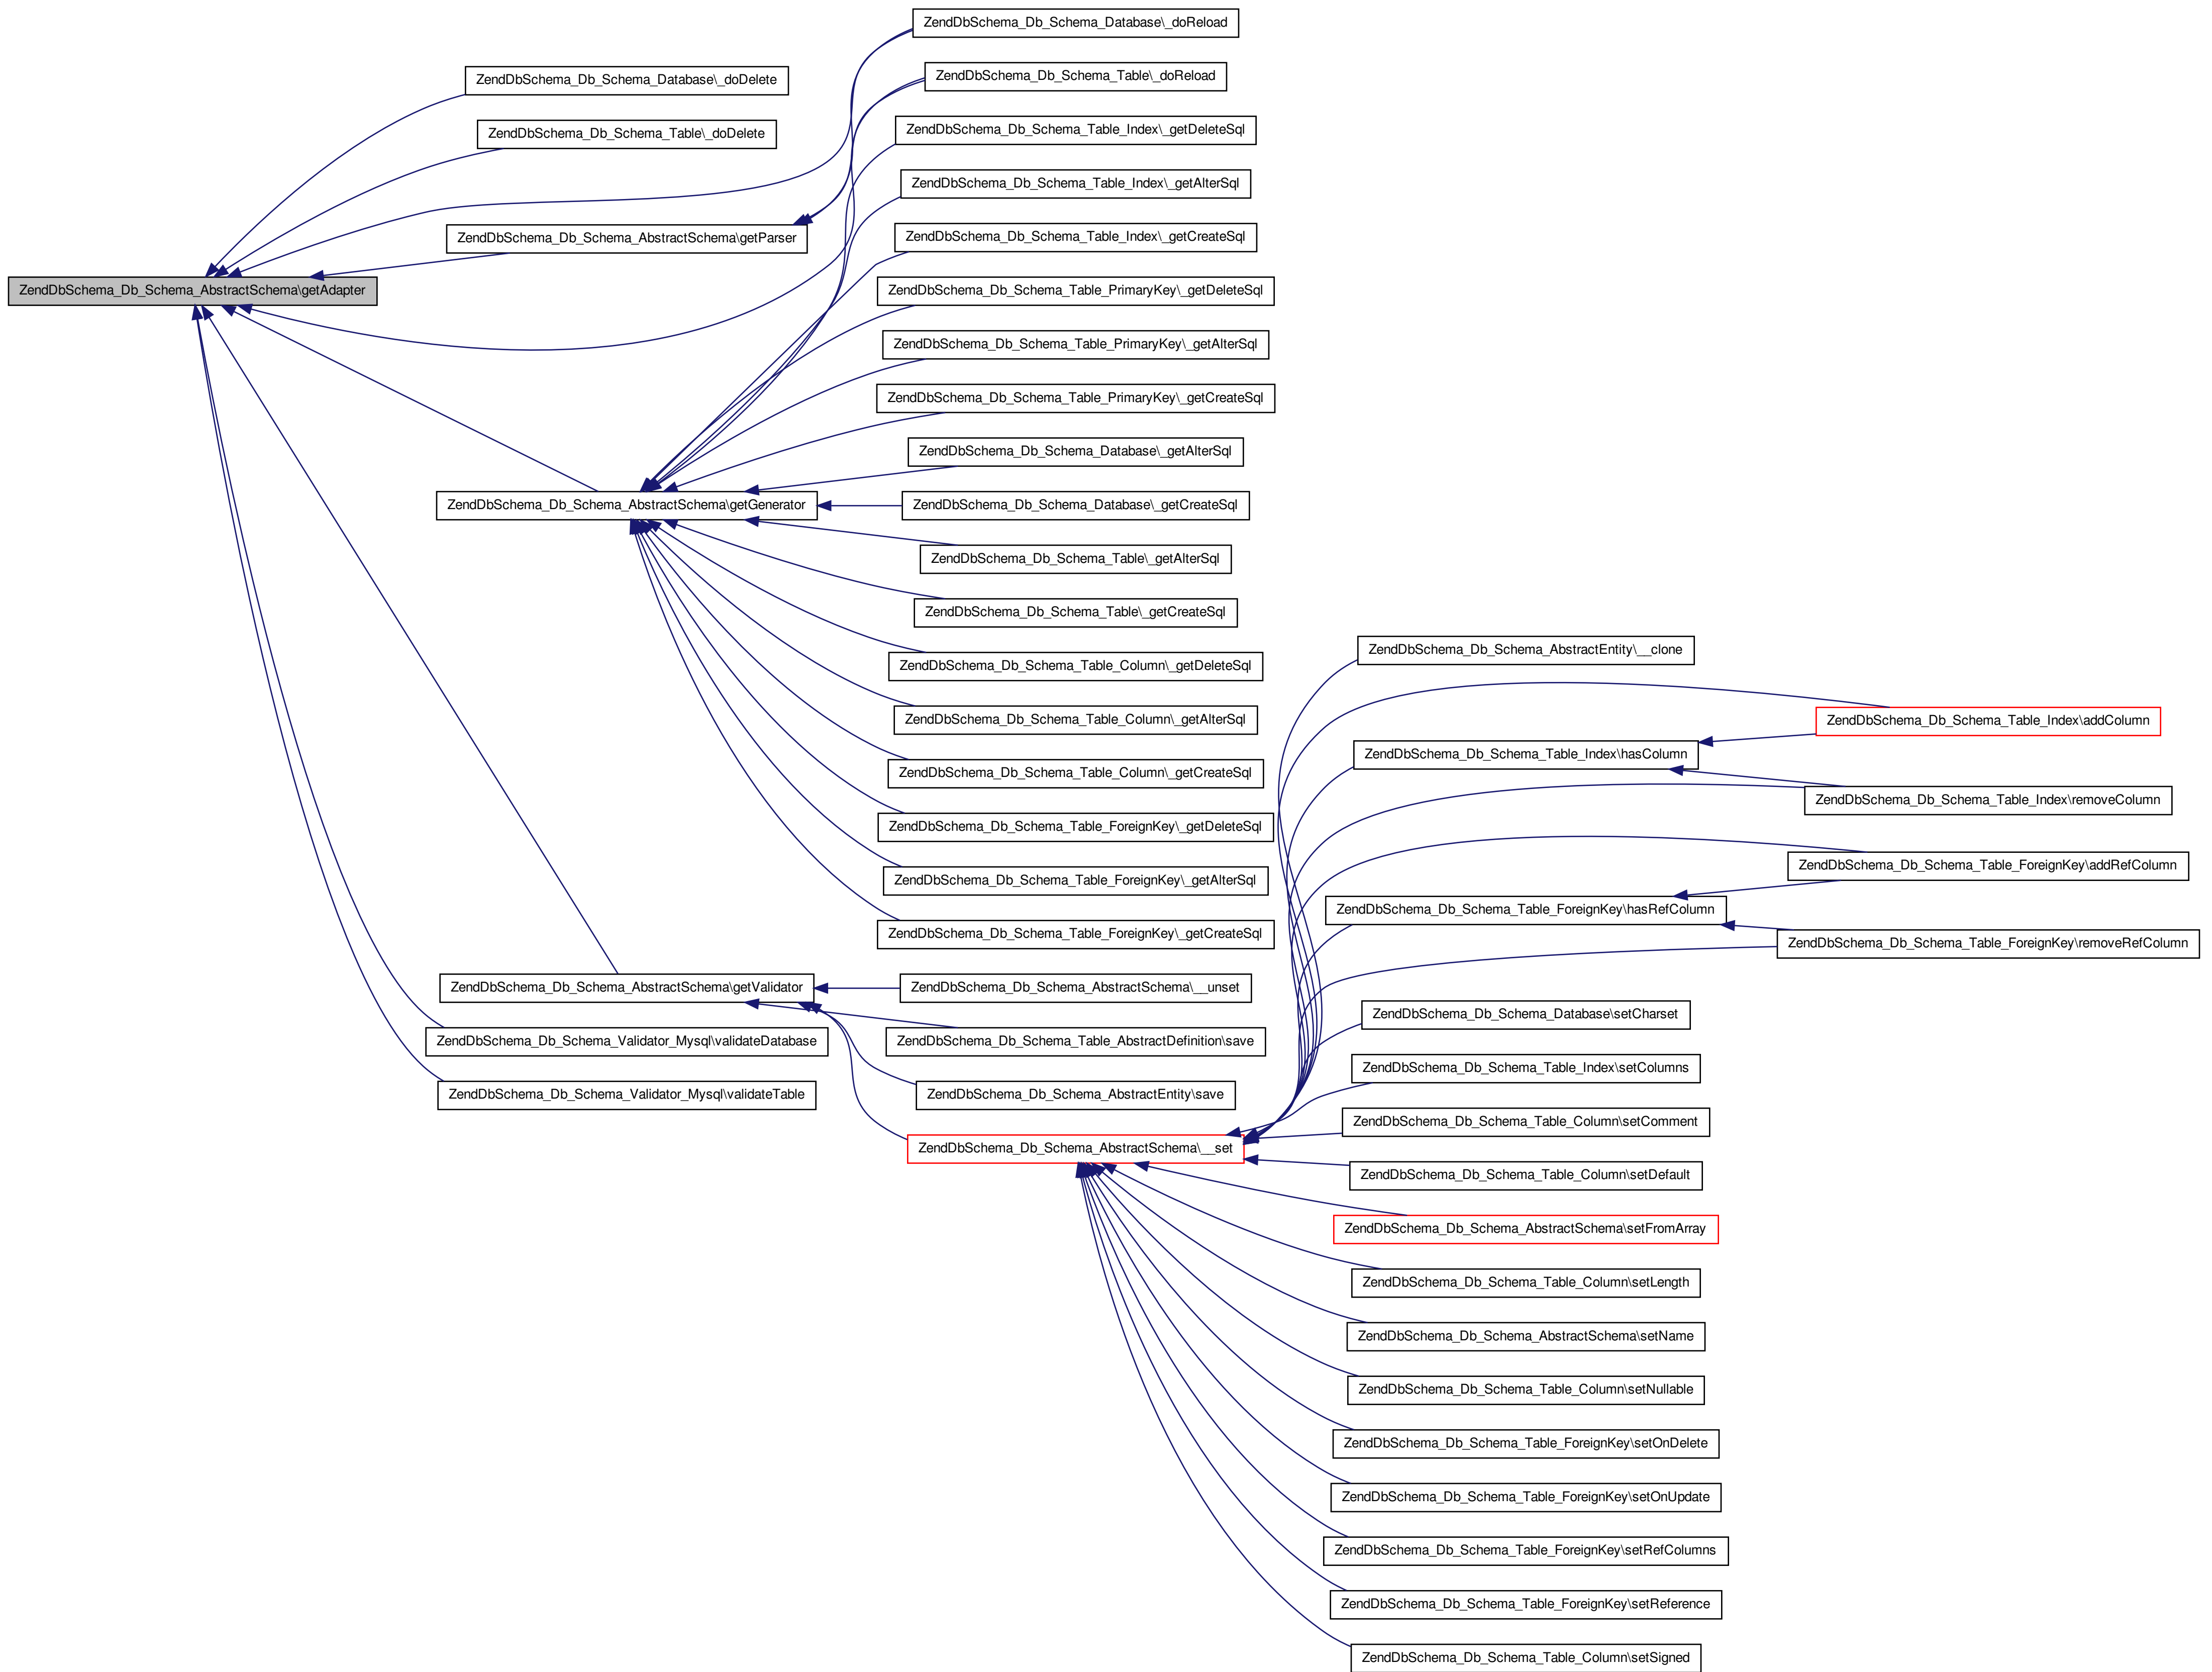 ZendDbSchema_Db_Schema_AbstractSchema\getAdapter
ZendDbSchema_Db_Schema_Database\_doDelete
ZendDbSchema_Db_Schema_Table\_doDelete
ZendDbSchema_Db_Schema_AbstractSchema\getParser
ZendDbSchema_Db_Schema_AbstractSchema\getGenerator
ZendDbSchema_Db_Schema_AbstractSchema\getValidator
ZendDbSchema_Db_Schema_Validator_Mysql\validateDatabase
ZendDbSchema_Db_Schema_Validator_Mysql\validateTable
ZendDbSchema_Db_Schema_Database\_doReload
ZendDbSchema_Db_Schema_Table\_doReload
ZendDbSchema_Db_Schema_Table_Index\_getDeleteSql
ZendDbSchema_Db_Schema_Table_Index\_getAlterSql
ZendDbSchema_Db_Schema_Table_Index\_getCreateSql
ZendDbSchema_Db_Schema_Table_PrimaryKey\_getDeleteSql
ZendDbSchema_Db_Schema_Table_PrimaryKey\_getAlterSql
ZendDbSchema_Db_Schema_Table_PrimaryKey\_getCreateSql
ZendDbSchema_Db_Schema_Database\_getAlterSql
ZendDbSchema_Db_Schema_Database\_getCreateSql
ZendDbSchema_Db_Schema_Table\_getAlterSql
ZendDbSchema_Db_Schema_Table\_getCreateSql
ZendDbSchema_Db_Schema_Table_Column\_getDeleteSql
ZendDbSchema_Db_Schema_Table_Column\_getAlterSql
ZendDbSchema_Db_Schema_Table_Column\_getCreateSql
ZendDbSchema_Db_Schema_Table_ForeignKey\_getDeleteSql
ZendDbSchema_Db_Schema_Table_ForeignKey\_getAlterSql
ZendDbSchema_Db_Schema_Table_ForeignKey\_getCreateSql
ZendDbSchema_Db_Schema_AbstractSchema\__unset
ZendDbSchema_Db_Schema_Table_AbstractDefinition\save
ZendDbSchema_Db_Schema_AbstractEntity\save
ZendDbSchema_Db_Schema_AbstractSchema\__set
ZendDbSchema_Db_Schema_AbstractEntity\__clone
ZendDbSchema_Db_Schema_Table_Index\hasColumn
ZendDbSchema_Db_Schema_Table_ForeignKey\hasRefColumn
ZendDbSchema_Db_Schema_Database\setCharset
ZendDbSchema_Db_Schema_Table_Index\setColumns
ZendDbSchema_Db_Schema_Table_Column\setComment
ZendDbSchema_Db_Schema_Table_Column\setDefault
ZendDbSchema_Db_Schema_AbstractSchema\setFromArray
ZendDbSchema_Db_Schema_Table_Column\setLength
ZendDbSchema_Db_Schema_AbstractSchema\setName
ZendDbSchema_Db_Schema_Table_Column\setNullable
ZendDbSchema_Db_Schema_Table_ForeignKey\setOnDelete
ZendDbSchema_Db_Schema_Table_ForeignKey\setOnUpdate
ZendDbSchema_Db_Schema_Table_ForeignKey\setRefColumns
ZendDbSchema_Db_Schema_Table_ForeignKey\setReference
ZendDbSchema_Db_Schema_Table_Column\setSigned
ZendDbSchema_Db_Schema_Table_Index\addColumn
ZendDbSchema_Db_Schema_Table_Index\removeColumn
ZendDbSchema_Db_Schema_Table_ForeignKey\addRefColumn
ZendDbSchema_Db_Schema_Table_ForeignKey\removeRefColumn